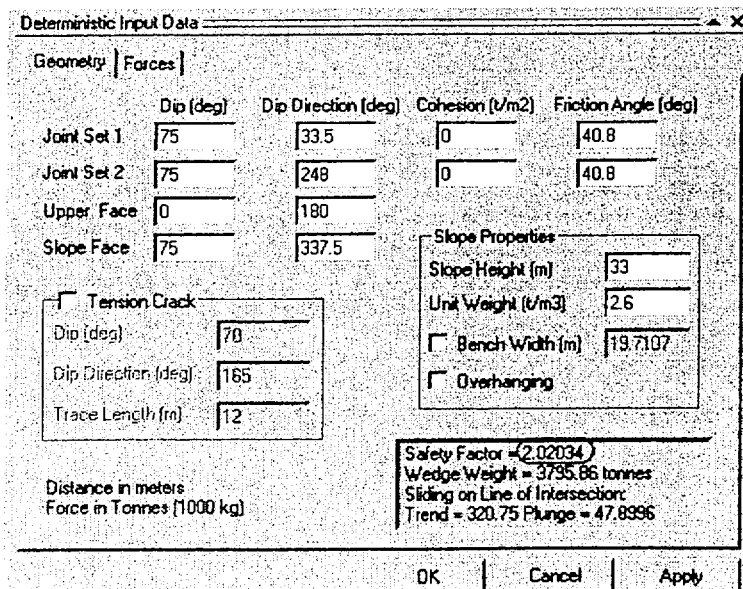 Deterministic Input Data
Geometry Forces
Dip (deg) Dip Direction (deg) Cohesion (t/m2) Friction Angle (deg)
Joint Set 1 75 33.5 0 40.8
Joint Set 2 75 248 0 40.8
Upper Face 0 180
Slope Face 75 337.5
Slope Properties
Slope Height (m) 33
Unit Weight (t/m3) 2.6
Bench Width (m) 19.7107
Overhanging
Tension Crack
Dip (deg) 70
Dip Direction (deg) 165
Trace Length (m) 12
Safety Factor = 2.02034
Wedge Weight = 3795.86 tonnes
Sliding on Line of Intersection:
Trend = 320.75 Plunge = 47.8996
Distance in meters
Force in Tonnes (1000 kg)
OK Cancel Apply